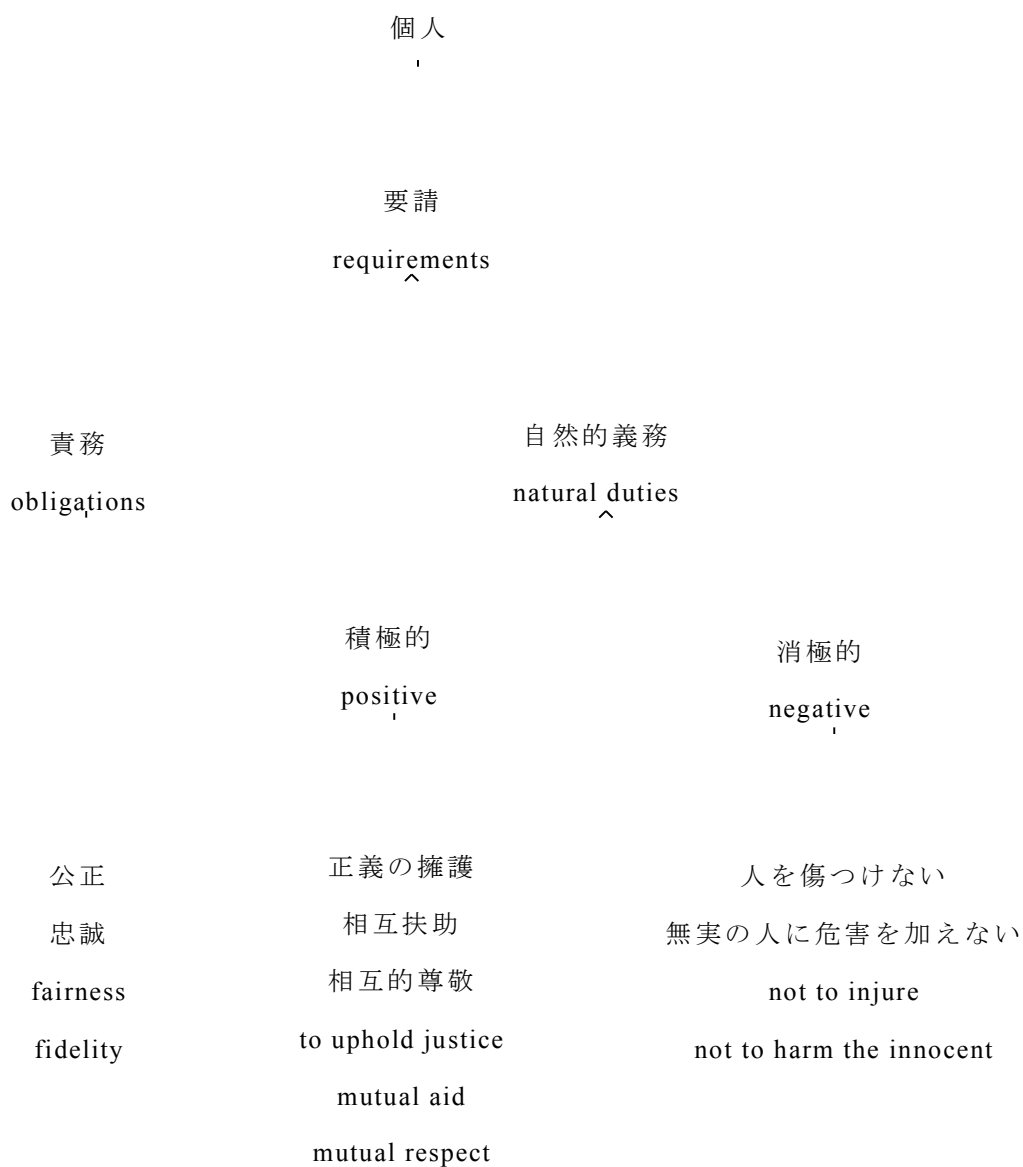 個人
要請
requirements
責務
obligations
自然的義務
natural duties
積極的
positive
消極的
negative
公正
忠誠
fairness
fidelity
正義の擁護
相互扶助
相互的尊敬
to uphold justice
mutual aid
mutual respect
人を傷つけない
無実の人に危害を加えない
not to injure
not to harm the innocent